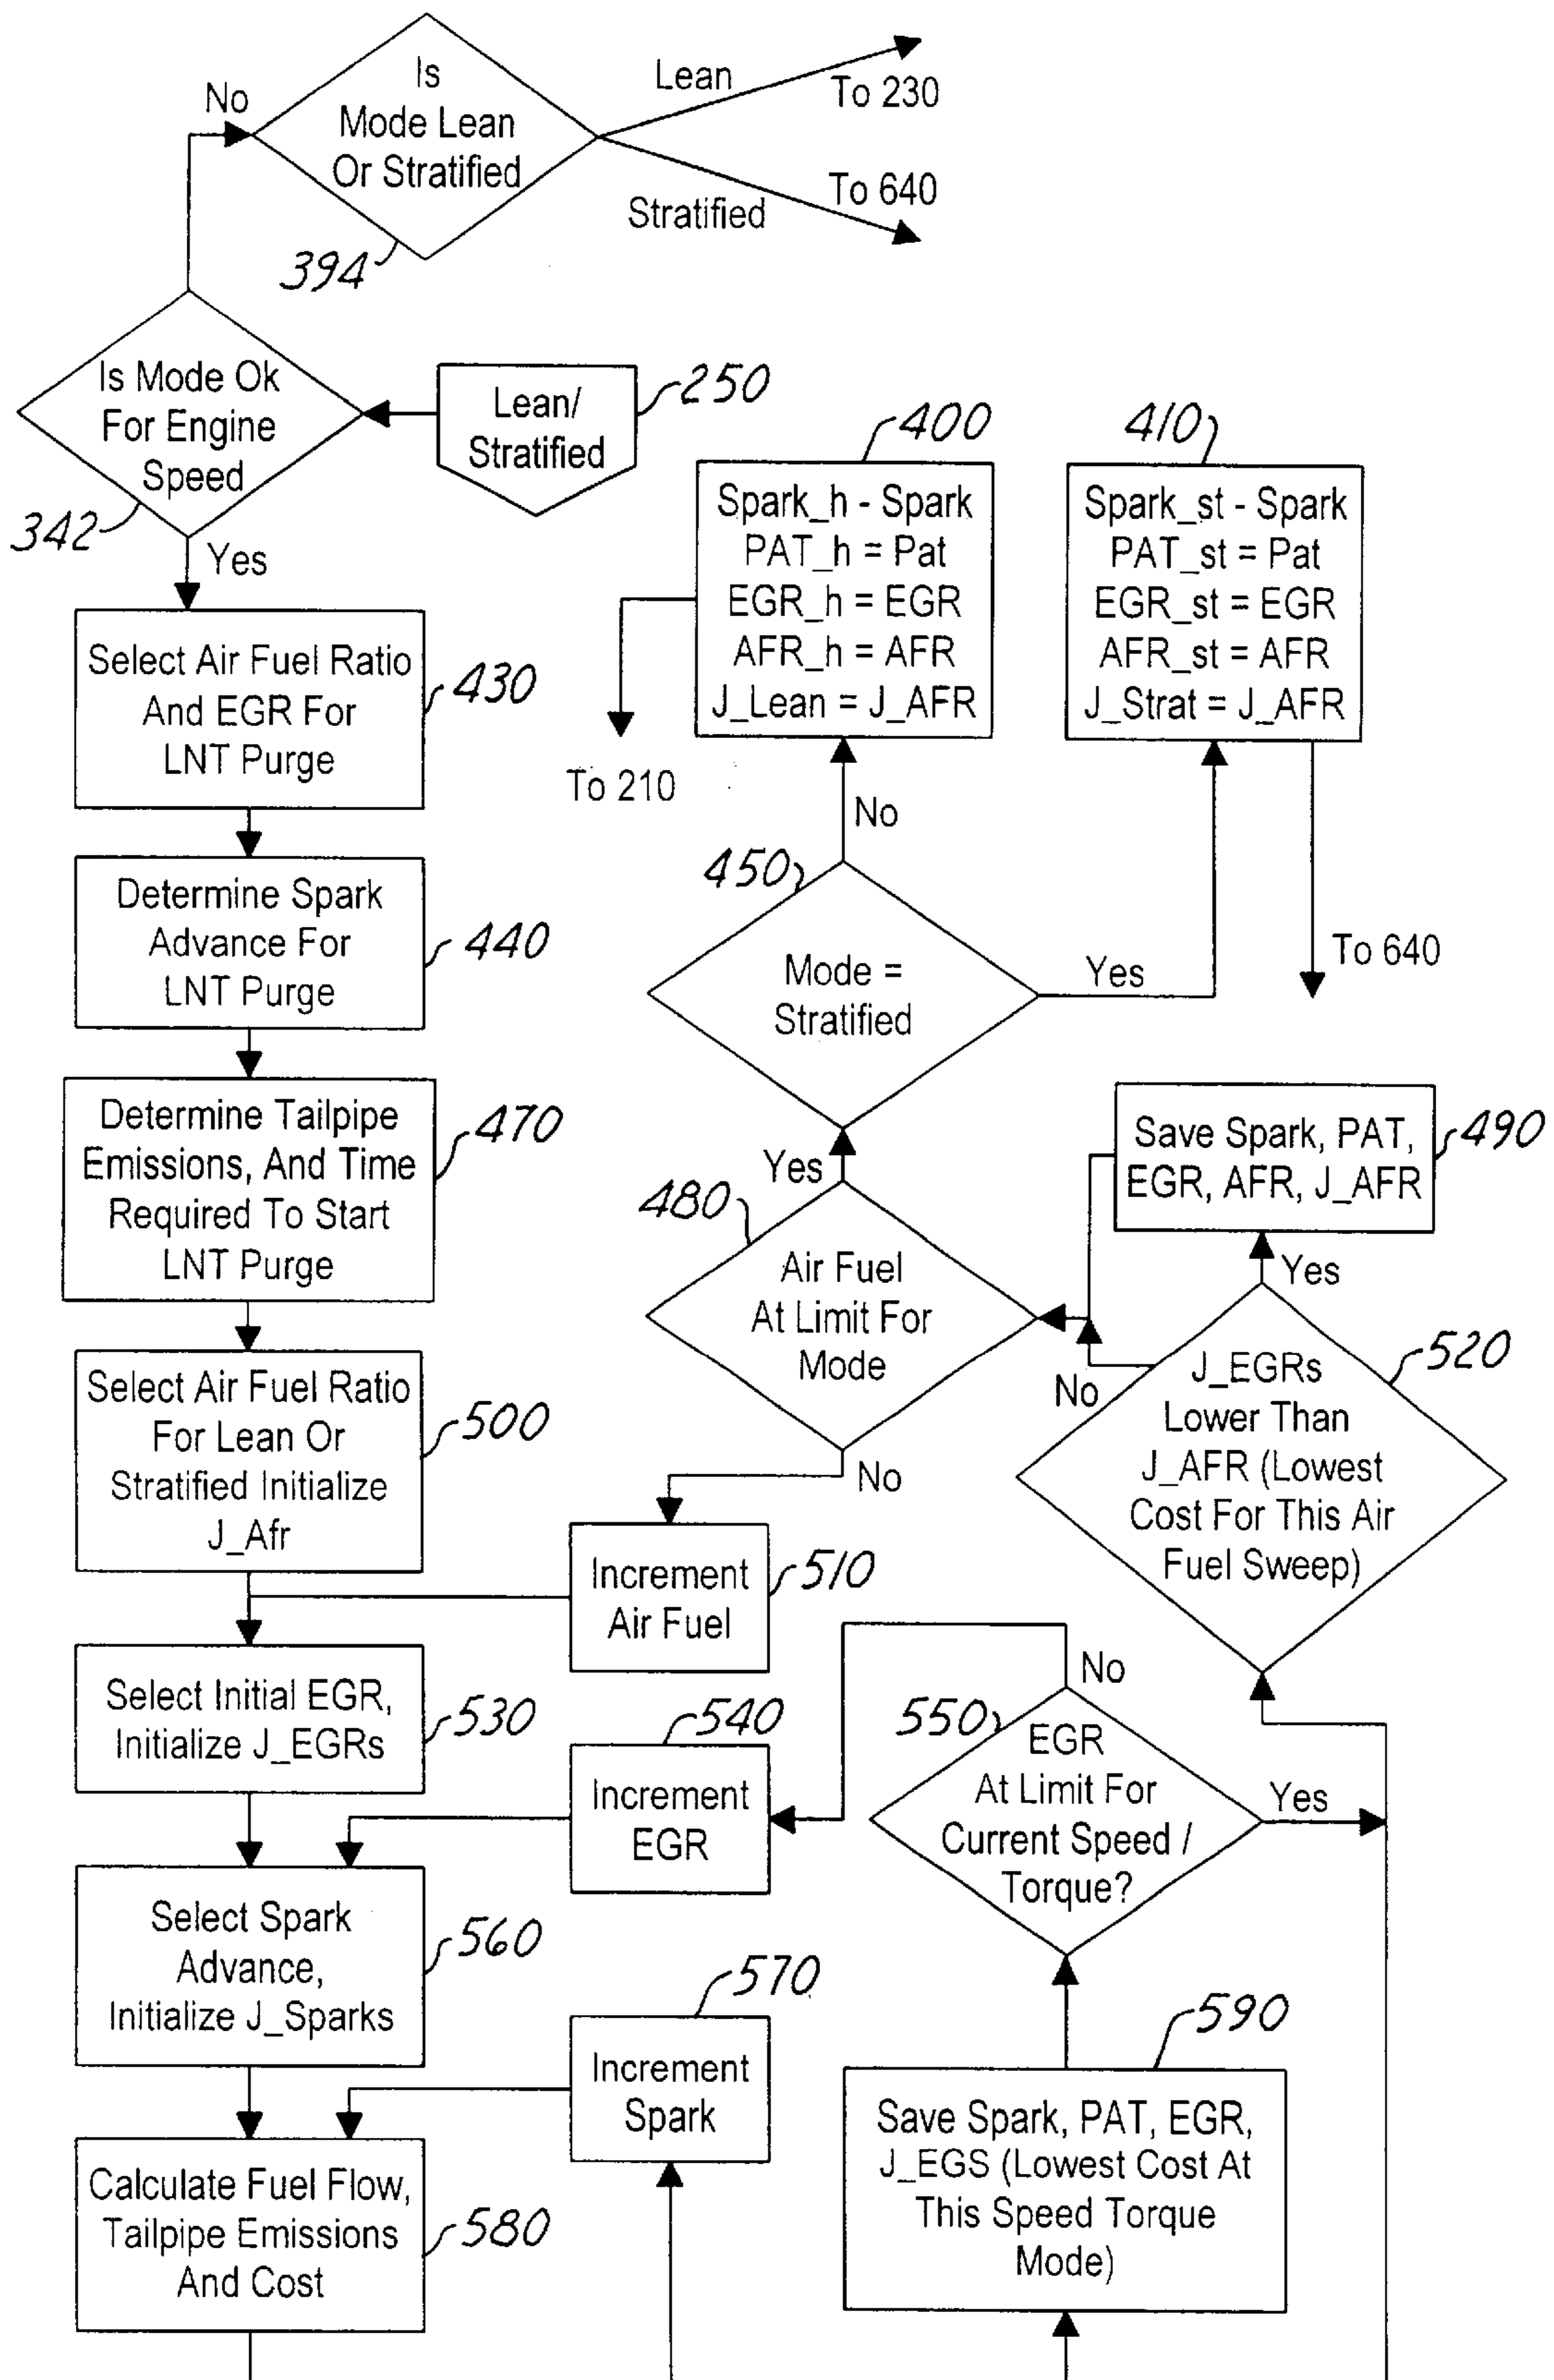 Is
Mode Lean
Or Stratified
No
Lean
To 230
To 640
Stratified
394
Is Mode Ok
For Engine
Speed
342
Yes
Lean/
Stratified
250
400
Spark_h - Spark
PAT_h = Pat
EGR_h = EGR
AFR_h = AFR
J_Lean = J_AFR
To 210
410
Spark_st - Spark
PAT_st = Pat
EGR_st = EGR
AFR_st = AFR
J_Strat = J_AFR
To 640
Select Air Fuel Ratio
And EGR For
LNT Purge
430
Determine Spark
Advance For
LNT Purge
440
No
450
Mode =
Stratified
Yes
Determine Tailpipe
Emissions, And Time
Required To Start
LNT Purge
470
Yes
480
Air Fuel
At Limit For
Mode
No
Save Spark, PAT,
EGR, AFR, J_AFR
490
Yes
J_EGRs
Lower Than
J_AFR (Lowest
Cost For This Air
Fuel Sweep)
520
No
Select Air Fuel Ratio
For Lean Or
Stratified Initialize
J_Afr
500
Increment
Air Fuel
510
Select Initial EGR,
Initialize J_EGRs
530
540
Increment
EGR
550
No
EGR
At Limit For
Current Speed /
Torque?
Yes
Select Spark
Advance,
Initialize J_Sparks
560
570
Increment
Spark
590
Save Spark, PAT, EGR,
J_EGS (Lowest Cost At
This Speed Torque
Mode)
Calculate Fuel Flow,
Tailpipe Emissions
And Cost
580